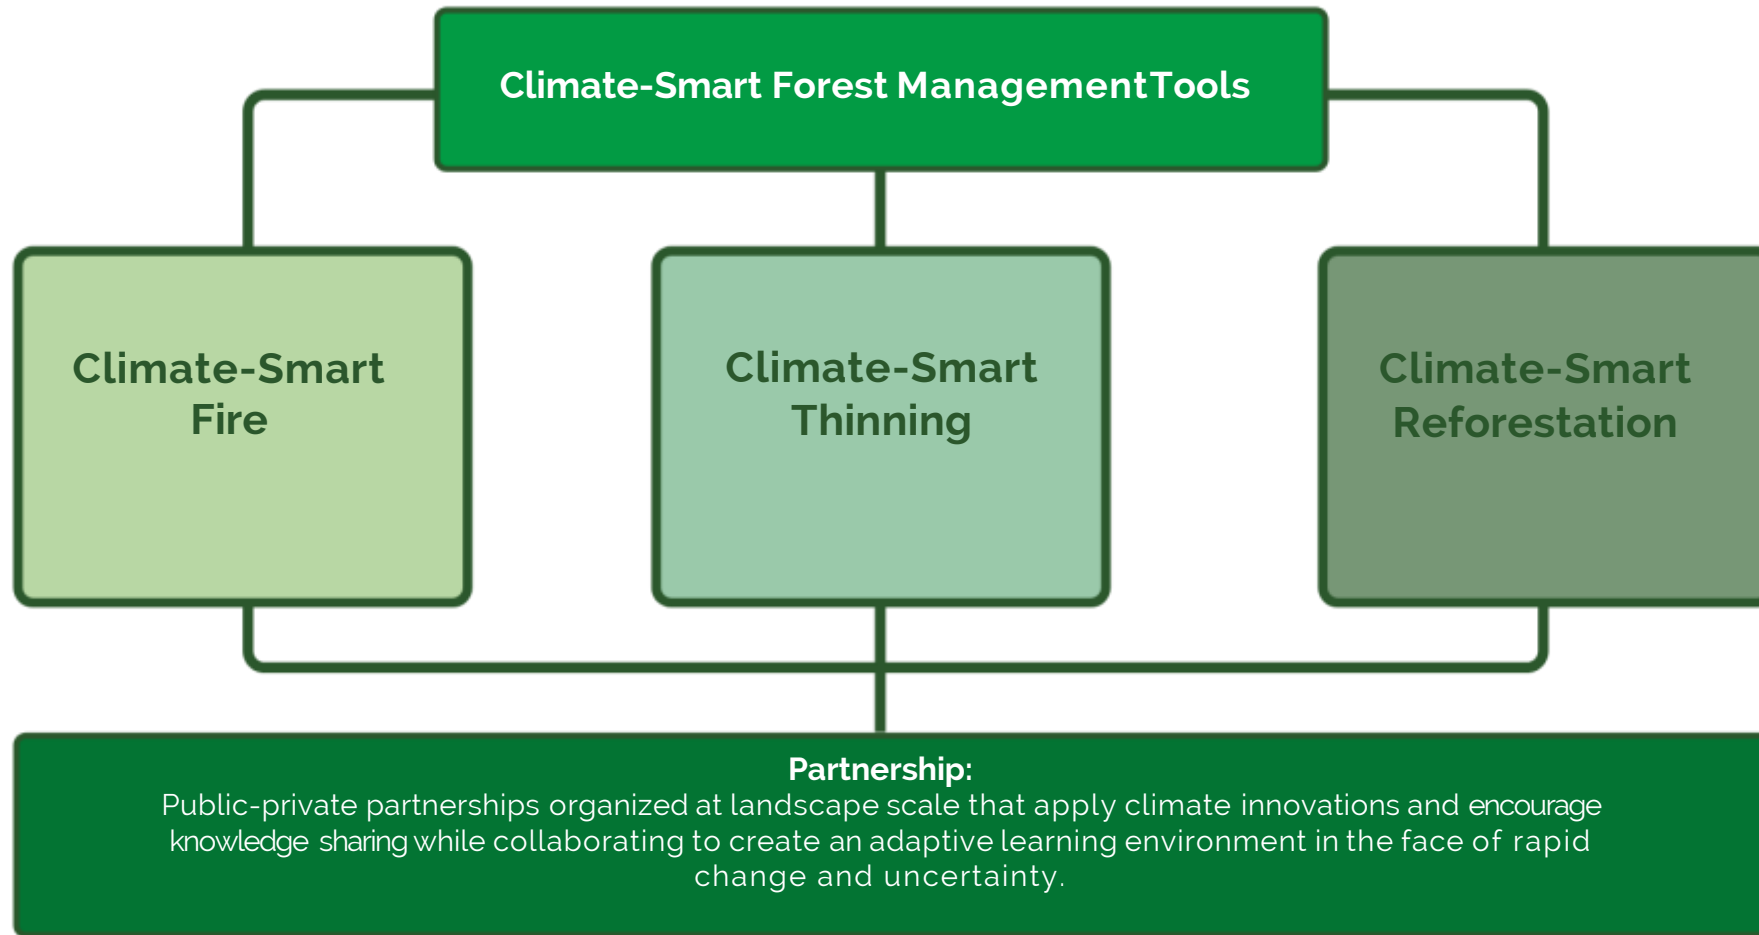 Climate-Smart Forest Management Tools
Climate-Smart
Fire
Climate-Smart
Thinning
Climate-Smart
Reforestation
Partnership:
Public-private partnerships organized at landscape scale that apply climate innovations and encourage
knowledge sharing while collaborating to create an adaptive learning environment in the face of rapid
change and uncertainty.